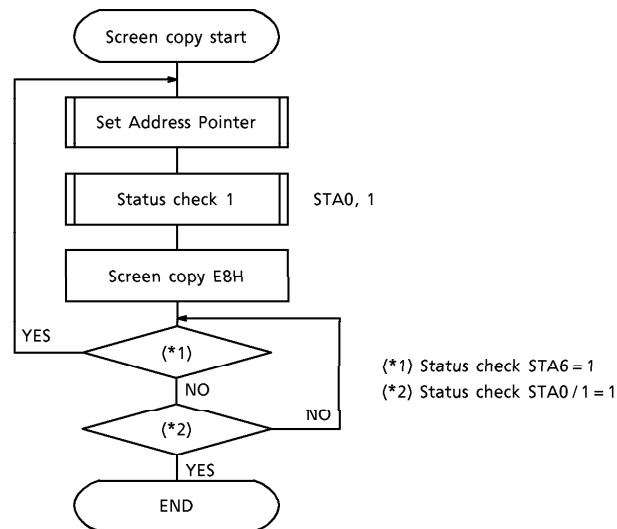 Screen copy start
Set Address Pointer
Status check 1
STA0, 1
Screen copy E8H
YES
(*1)
NO
(*1) Status check STA6 = 1
(*2) Status check STA0 / 1 = 1
NO
(*2)
YES
END